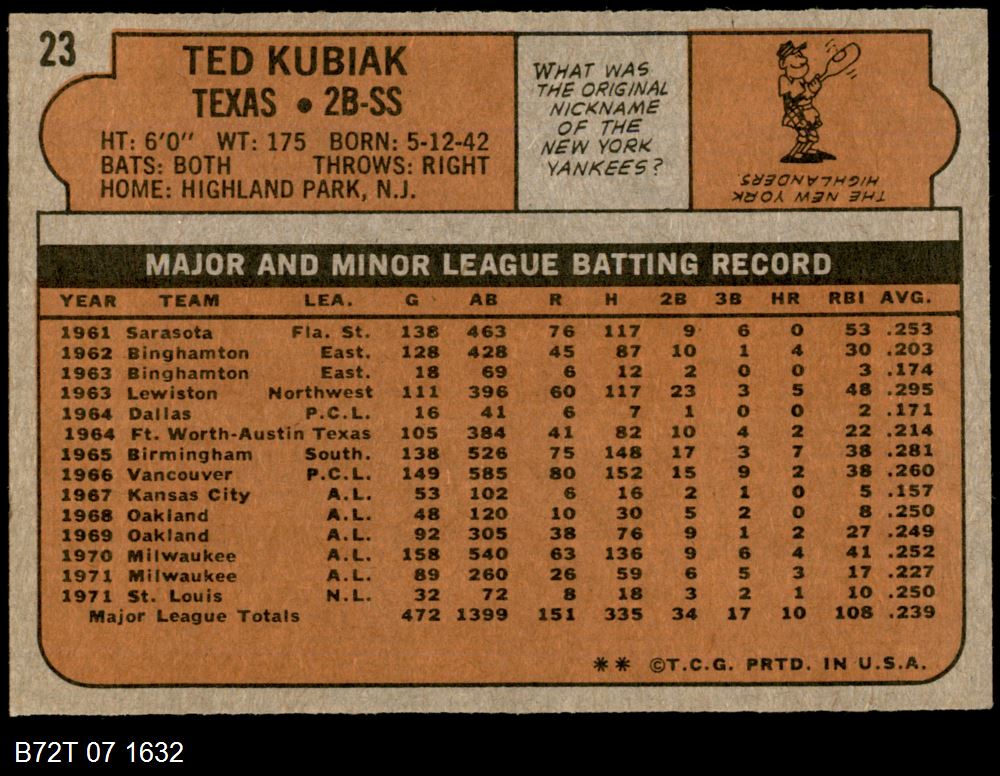 23
TED KUBIAK
TEXAS • 2B-SS
HT: 6'0" WT: 175 BORN: 5-12-42
BATS: BOTH THROWS: RIGHT
HOME: HIGHLAND PARK, N.J.
WHAT WAS
THE ORIGINAL
NICKNAME
OF THE
NEW YORK
YANKEES?
THE NEW YORK
HIGHLANDERS.
MAJOR AND MINOR LEAGUE BATTING RECORD
YEAR TEAM LEA. G AB R H 2B 3B HR RBI AVG.
1961 Sarasota Fla. St. 138 463 76 117 9 6 0 53 .253
1962 Binghamton East. 128 428 45 87 10 1 4 30 .203
1963 Binghamton East. 18 69 6 12 2 0 0 3 .174
1963 Lewiston Northwest 111 396 60 117 23 3 5 48 .295
1964 Dallas P.C.L. 16 41 6 7 1 0 0 2 .171
1964 Ft. Worth-Austin Texas 105 384 41 82 10 4 2 22 .214
1965 Birmingham South. 138 526 75 148 17 3 7 38 .281
1966 Vancouver P.C.L. 149 585 80 152 15 9 2 38 .260
1967 Kansas City A.L. 53 102 6 16 2 1 0 5 .157
1968 Oakland A.L. 48 120 10 30 5 2 0 8 .250
1969 Oakland A.L. 92 305 38 76 9 1 2 27 .249
1970 Milwaukee A.L. 158 540 63 136 9 6 4 41 .252
1971 Milwaukee A.L. 89 260 26 59 6 5 3 17 .227
1971 St. Louis N.L. 32 72 8 18 3 2 1 10 .250
Major League Totals 472 1399 151 335 34 17 10 108 .239
** ©T.C.G. PRTD. IN U.S.A.
B72T 07 1632